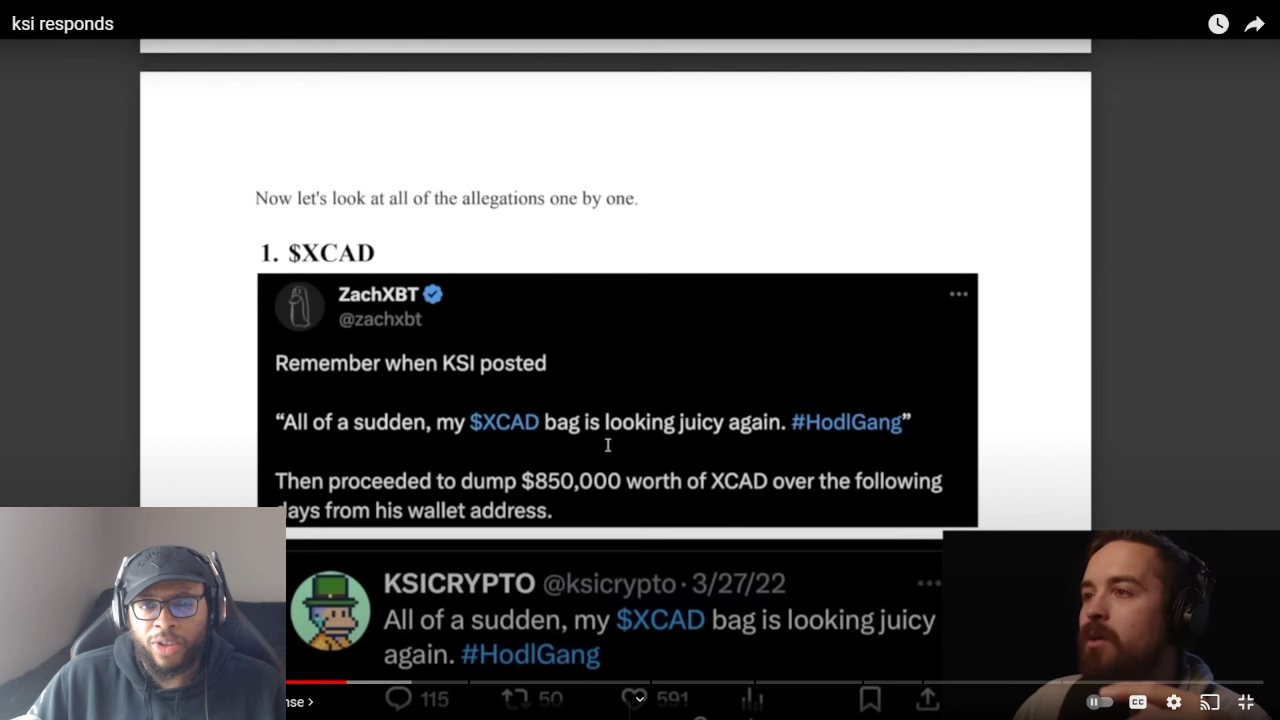 ksi responds
Now let's look at all of the allegations one by one.
1. $XCAD
ZachXBT
@zachxbt
Remember when KSI posted
“All of a sudden, my $XCAD bag is looking juicy again. #HodlGang”
Then proceeded to dump $850,000 worth of XCAD over the following
days from his wallet address.
KSICRYPTO @ksicrypto · 3/27/22
All of a sudden, my $XCAD bag is looking juicy
again. #HodlGang
115 50 591
CC